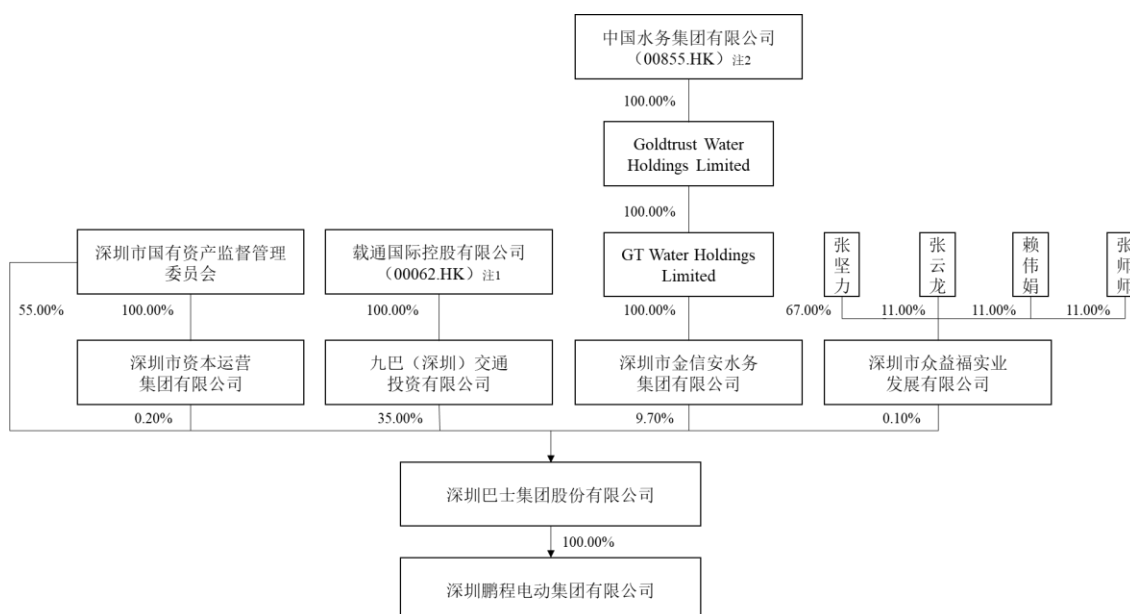 中国水务集团有限公司
（00855.HK）注2
100.00%
Goldtrust Water
Holdings Limited
100.00%
深圳市国有资产监督管理
委员会
载通国际控股有限公司
（00062.HK）注1
GT Water Holdings
Limited
张坚力
张云龙
赖伟娟
张师师
55.00%
100.00%
100.00%
100.00%
67.00%
11.00%
11.00%
11.00%
深圳市资本运营
集团有限公司
九巴（深圳）交通
投资有限公司
深圳市金信安水务
集团有限公司
深圳市众益福实业
发展有限公司
0.20%
35.00%
9.70%
0.10%
深圳巴士集团股份有限公司
100.00%
深圳鹏程电动集团有限公司